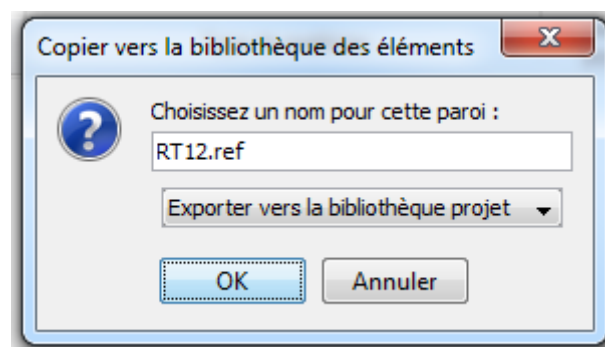 Copier vers la bibliothèque des éléments
Choisissez un nom pour cette paroi :
RT12.ref
Exporter vers la bibliothèque projet
OK
Annuler